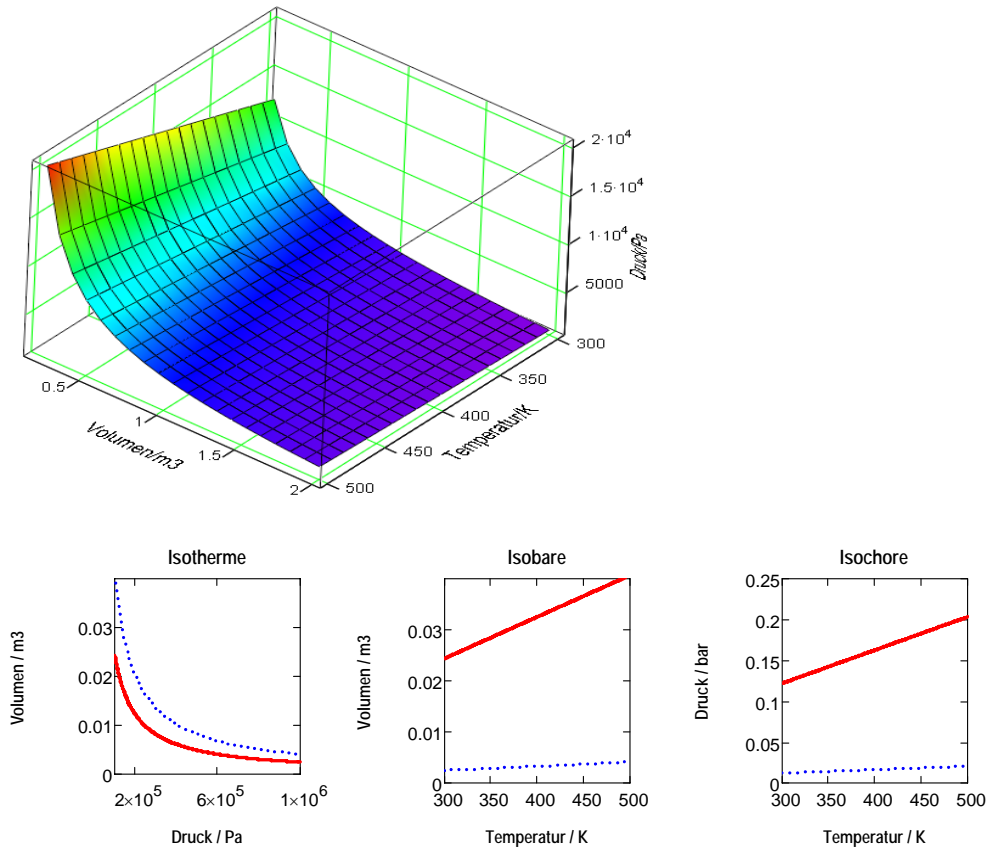 2·10⁴
1.5·10⁴
1·10⁴
5000
Druck/Pa
300
350
400
450
500
Temperatur/K
0.5
1
1.5
2
Volumen/m3
Isotherme
0.03
0.02
0.01
0
Volumen / m3
2×10⁵ 6×10⁵ 1×10⁶
Druck / Pa
Isobare
0.03
0.02
0.01
0
Volumen / m3
300 350 400 450 500
Temperatur / K
Isochore
0.25
0.2
0.15
0.1
0.05
0
Druck / bar
300 350 400 450 500
Temperatur / K